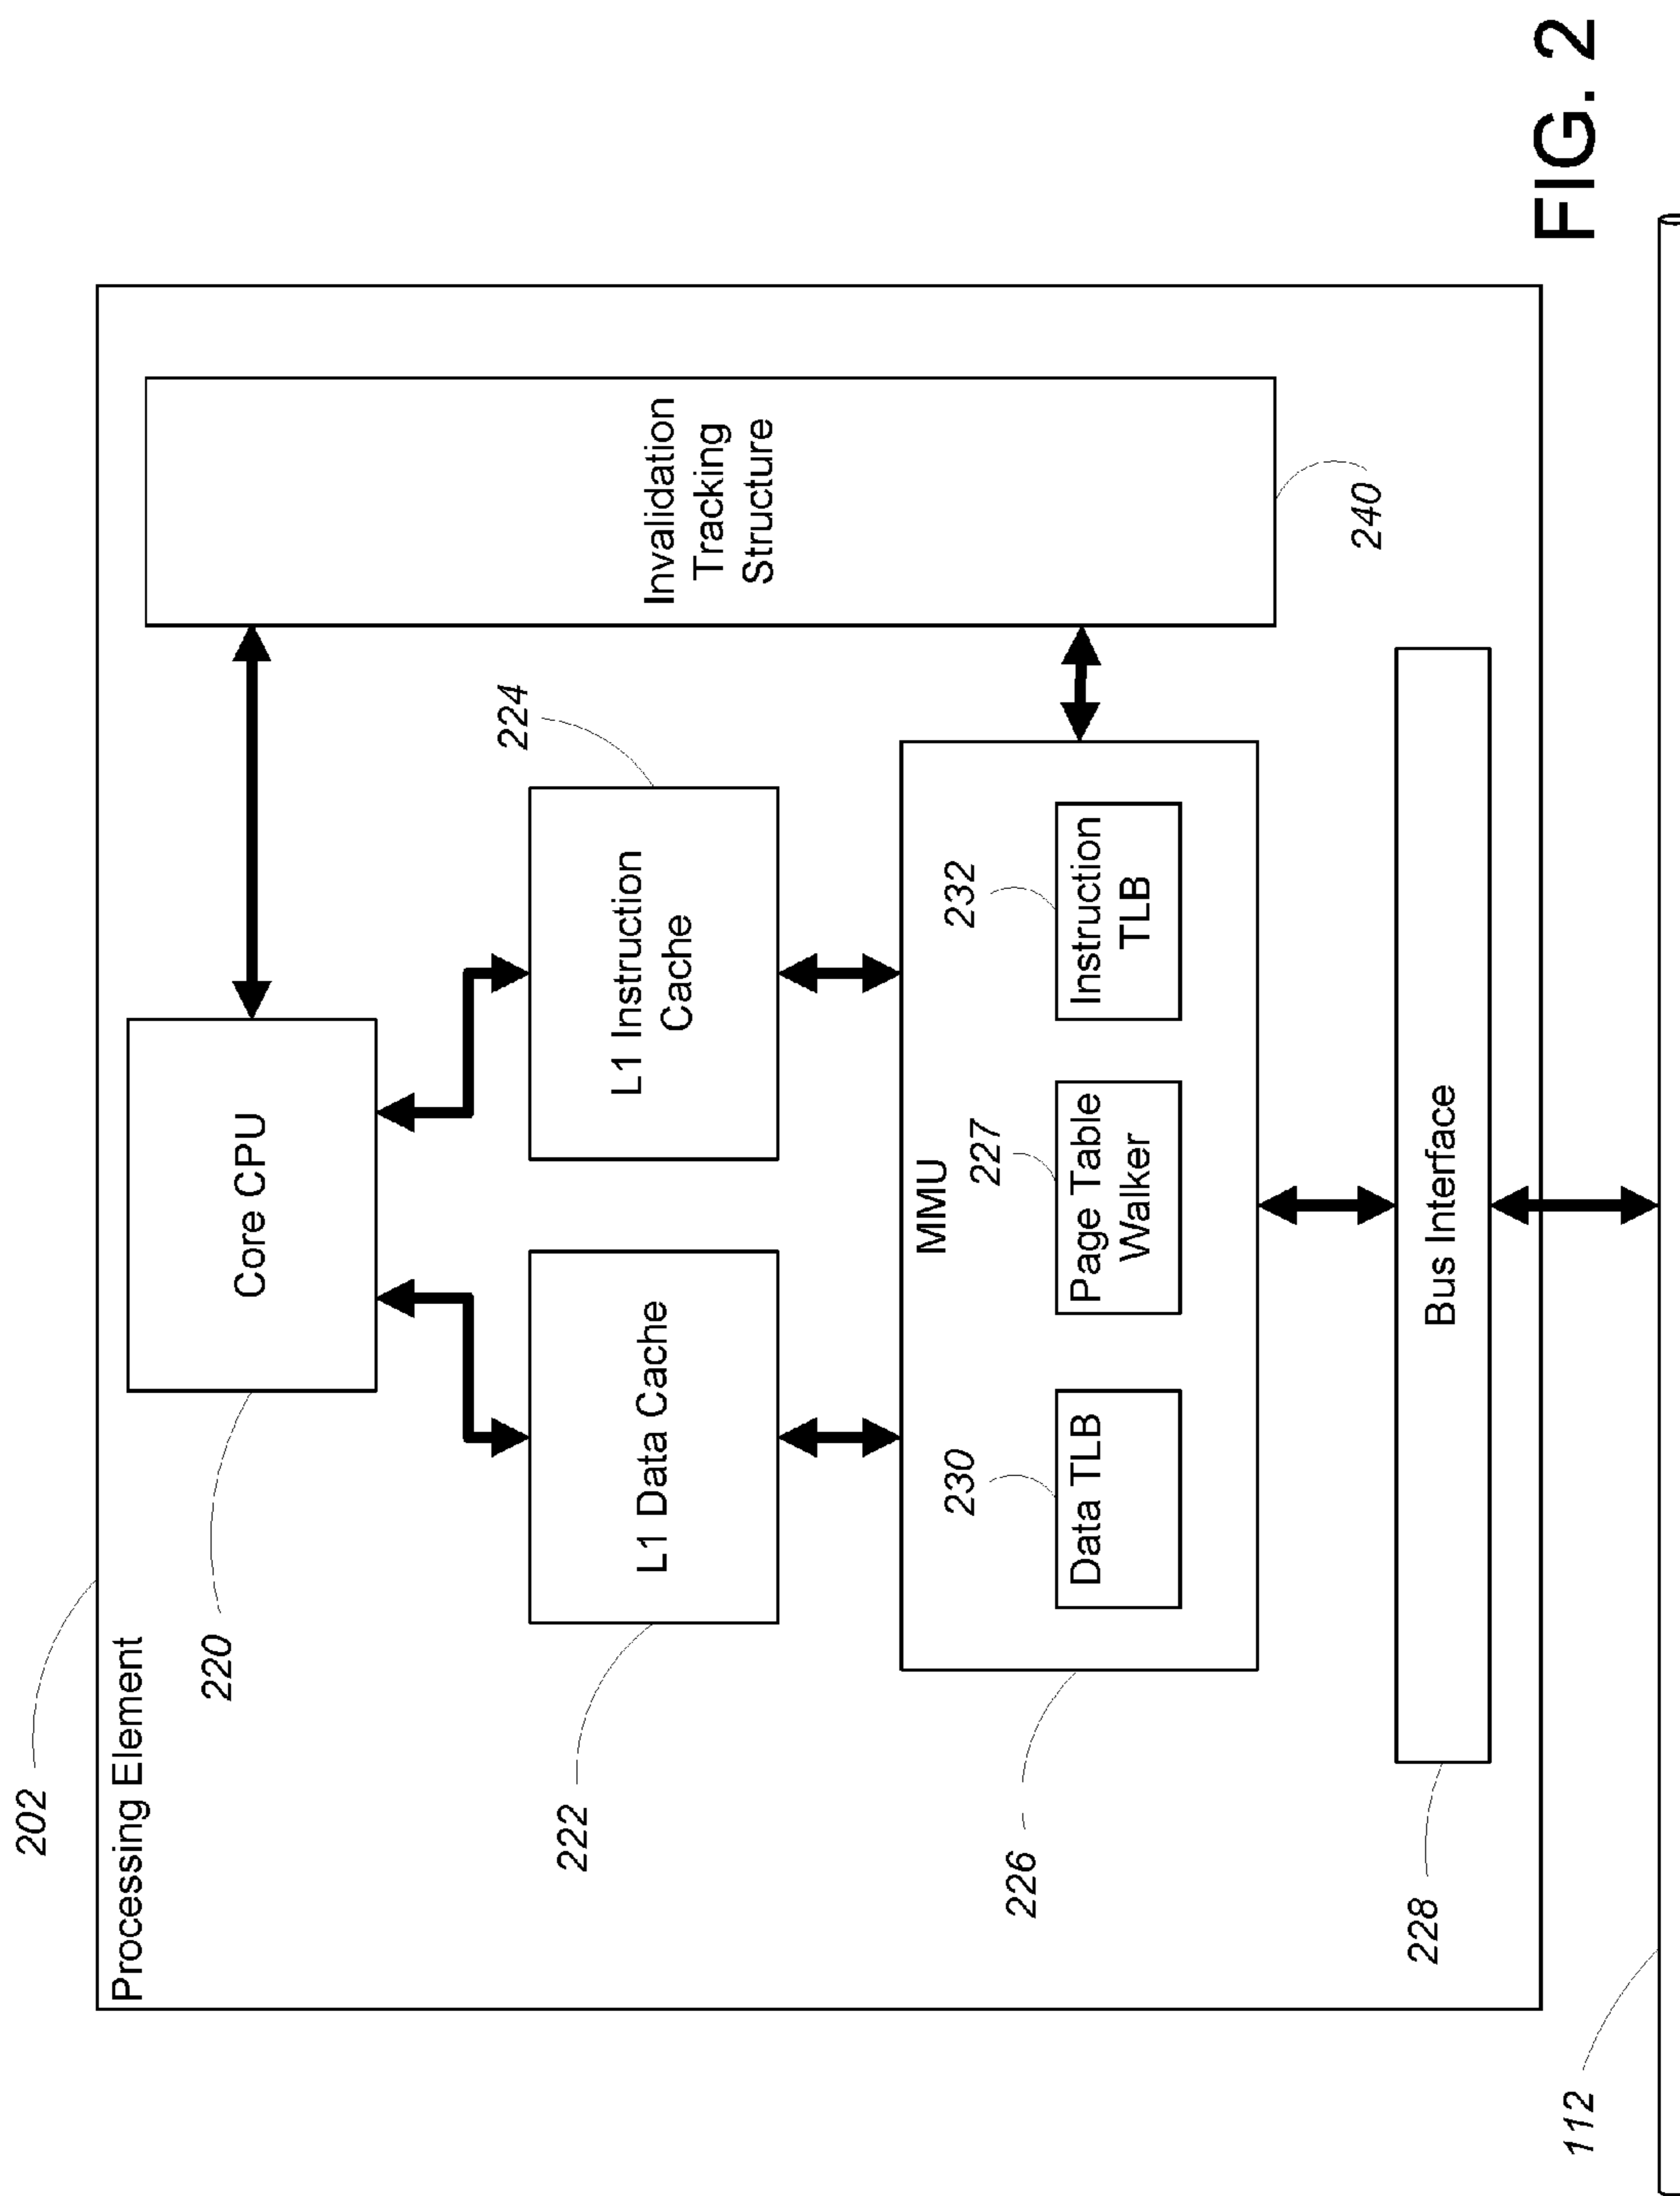 202
Processing Element
220
Core CPU
Invalidation
Tracking
Structure
240
222
L1 Data Cache
L1 Instruction
Cache
224
226
MMU
230
Data TLB
227
Page Table
Walker
232
Instruction
TLB
228
Bus Interface
112
FIG. 2